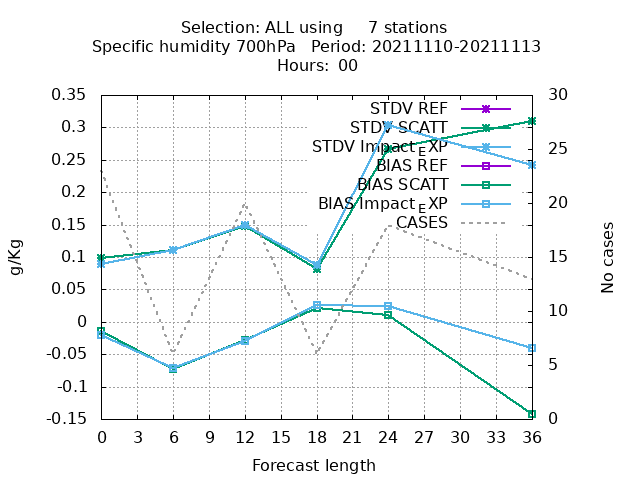 Selection: ALL using 7 stations
Specific humidity 700hPa Period: 20211110-20211113
Hours: 00
0.35
0.3
0.25
0.2
0.15
0.1
0.05
0
-0.05
-0.1
-0.15
g/Kg
STDV REF
STDV SCATT
STDV Impact_EXP
BIAS REF
BIAS SCATT
BIAS Impact_EXP
CASES
30
25
20
15
10
5
0
No cases
0 3 6 9 12 15 18 21 24 27 30 33 36
Forecast length